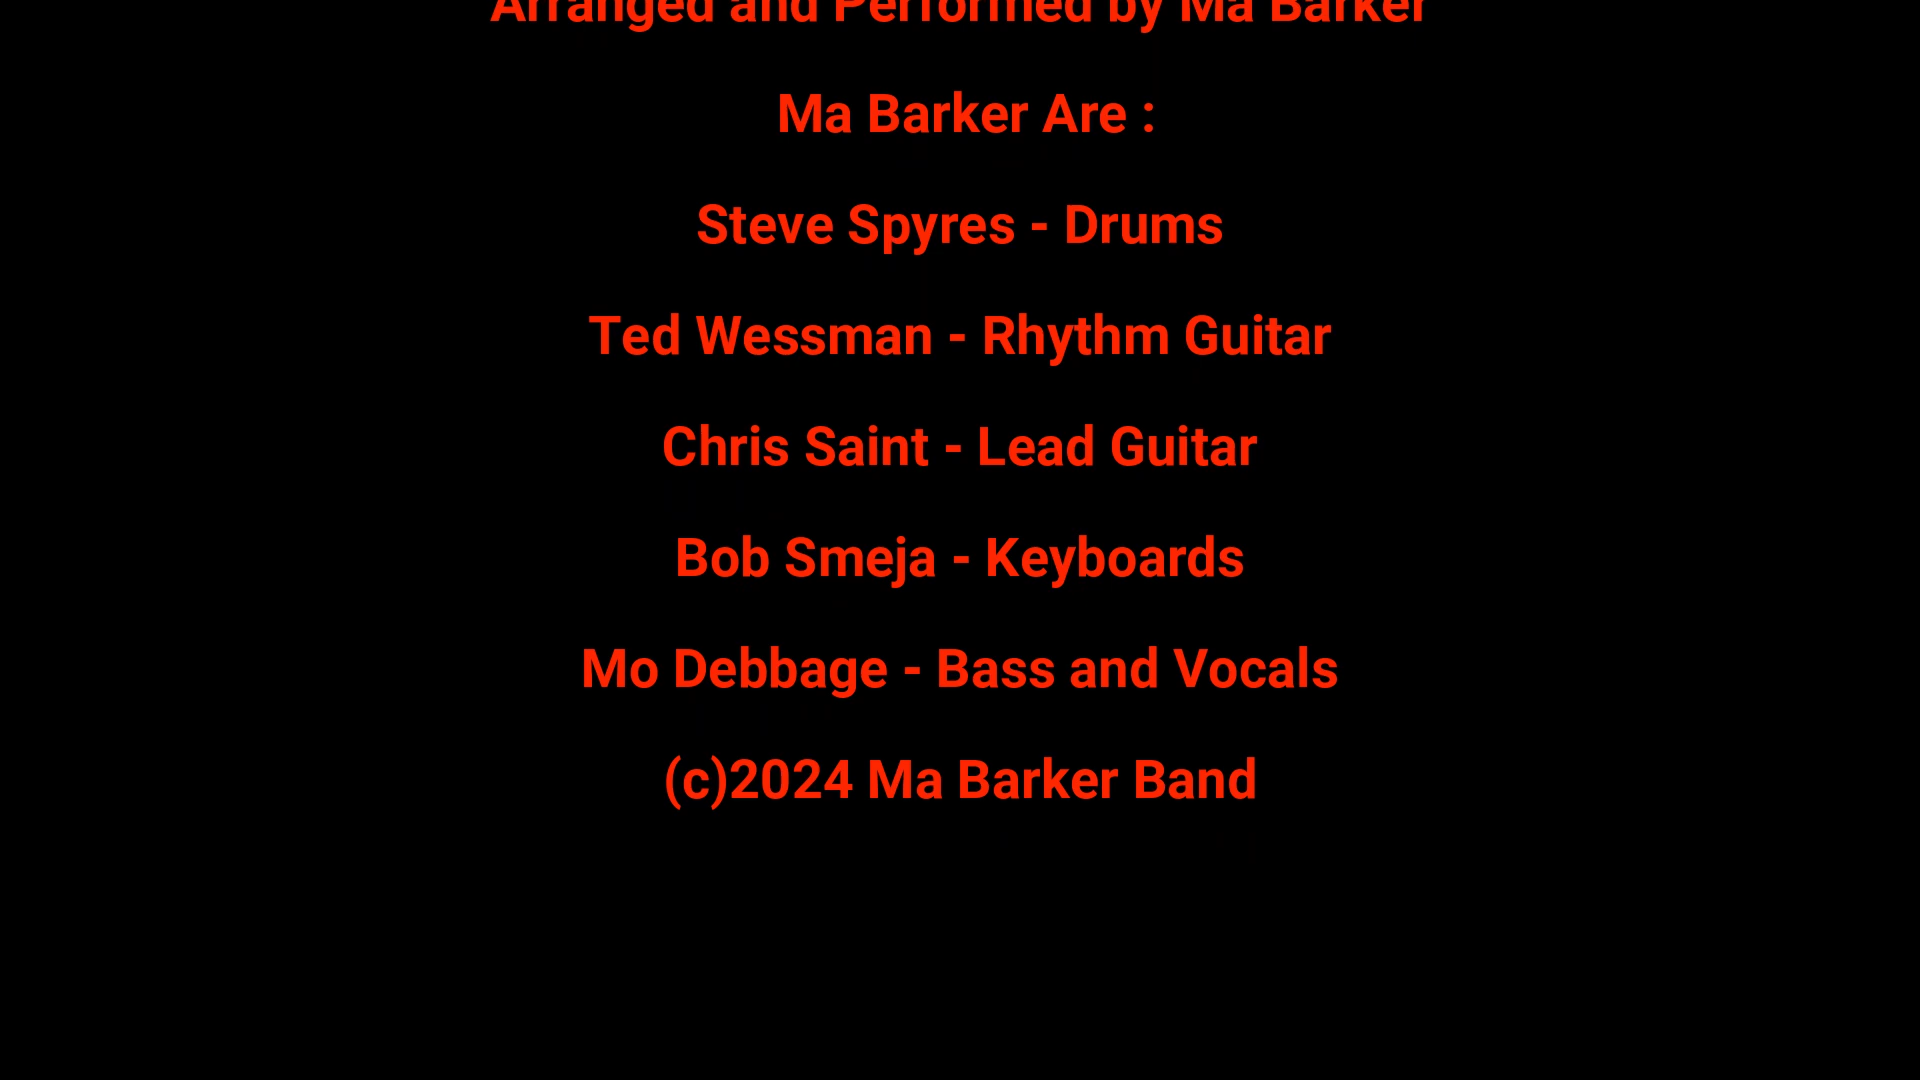 Arranged and Performed by Ma Barker
Ma Barker Are :
Steve Spyres - Drums
Ted Wessman - Rhythm Guitar
Chris Saint - Lead Guitar
Bob Smeja - Keyboards
Mo Debbage - Bass and Vocals
(c)2024 Ma Barker Band